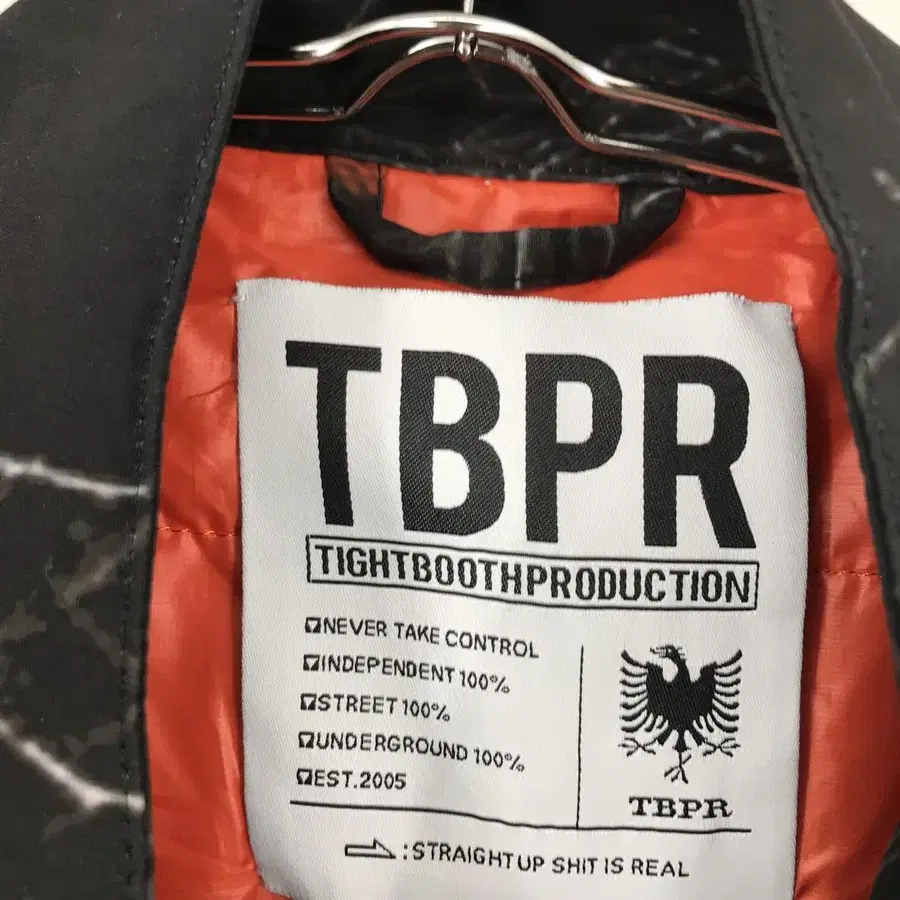 TBPR
TIGHTBOOTHPRODUCTION
NEVER TAKE CONTROL
INDEPENDENT 100%
STREET 100%
UNDERGROUND 100%
EST.2005
TBPR
:STRAIGHT UP SHIT IS REAL